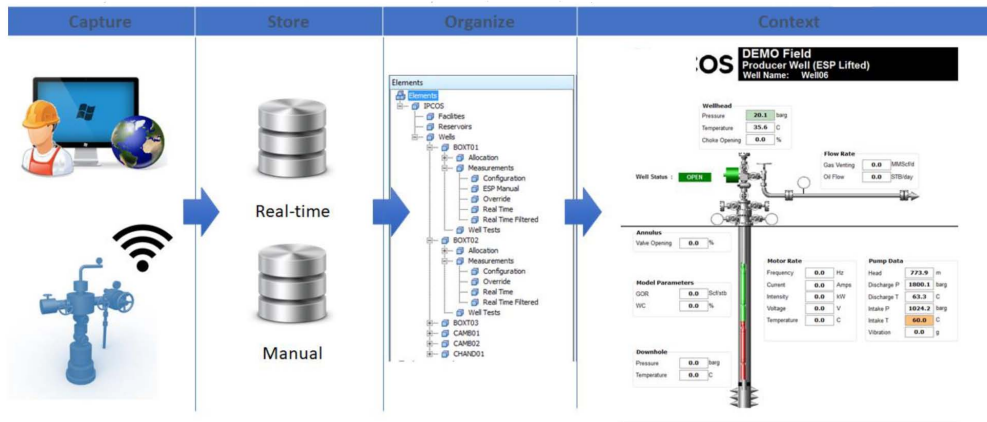 Capture
Store
Organize
Context
Real-time
Manual
Elements
Elements
IPCOS
Facilities
Reservoirs
Wells
BOXT01
Allocation
Measurements
Configuration
ESP Manual
Override
Real Time
Real Time Filtered
Well Tests
BOXT02
Allocation
Measurements
Configuration
Override
Real Time
Real Time Filtered
Well Tests
BOXT03
CAMB01
CAMB02
CHAND01
COS
DEMO Field
Producer Well (ESP Lifted)
Well Name: Well06
Wellhead
Pressure 20.1 barg
Temperature 35.6 C
Choke Opening 0.0 %
Flow Rate
Gas Venting 0.0 MMScf/d
Oil Flow 0.0 STB/day
Well Status : OPEN
Annulus
Valve Opening 0.0 %
Model Parameters
GOR 0.0 Scf/stb
WC 0.0 %
Motor Rate
Frequency 0.0 Hz
Current 0.0 Amps
Intensity 0.0 kW
Voltage 0.0 V
Temperature 0.0 C
Pump Data
Head 773.9 m
Discharge P 1800.1 barg
Discharge T 63.3 C
Intake P 1024.2 barg
Intake T 60.0 C
Vibration 0.0 g
Downhole
Pressure 0.0 barg
Temperature 0.0 C